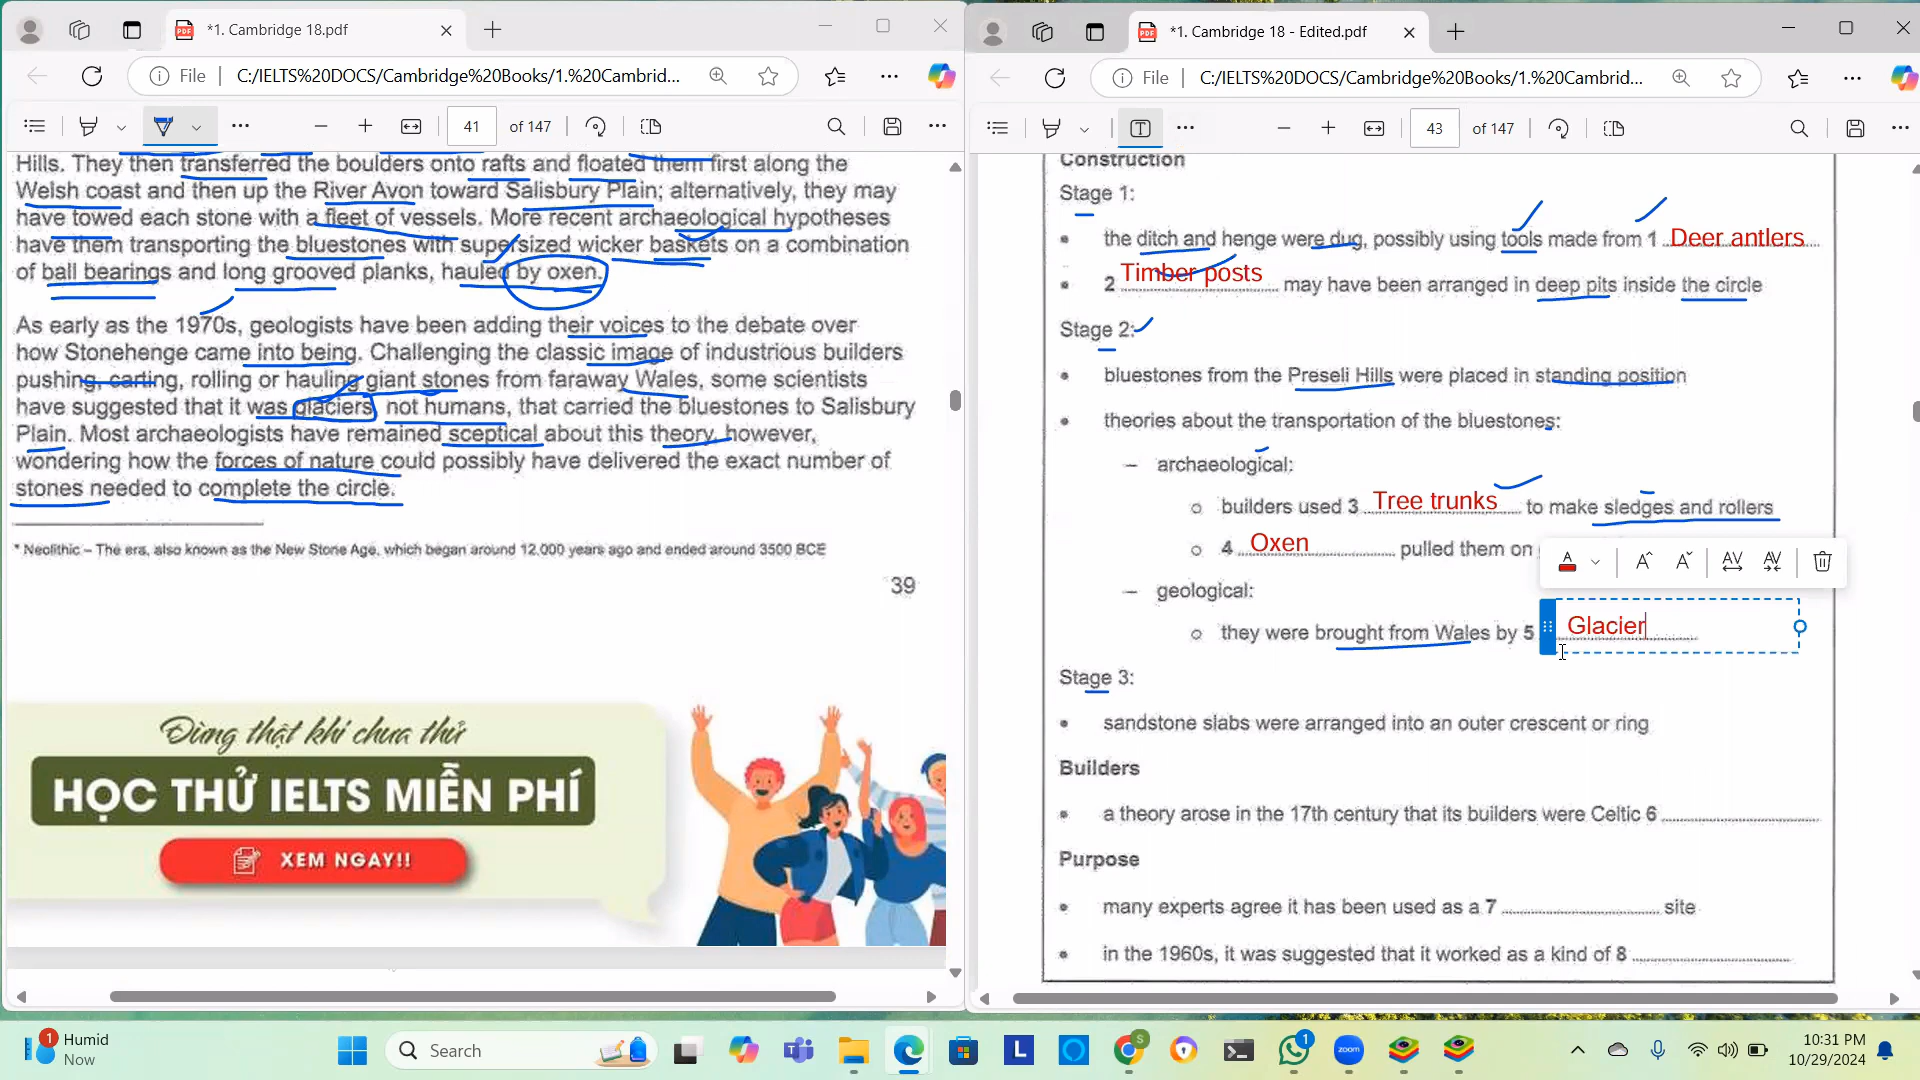 *1. Cambridge 18.pdf
File
C:/IELTS%20DOCS/Cambridge%20Books/1.%20Cambrid...
41
of 147
Hills. They then transferred the boulders onto rafts and floated them first along the
Welsh coast and then up the River Avon toward Salisbury Plain; alternatively, they may
have towed each stone with a fleet of vessels. More recent archaeological hypotheses
have them transporting the bluestones with supersized wicker baskets on a combination
of ball bearings and long grooved planks, hauled by oxen.
As early as the 1970s, geologists have been adding their voices to the debate over
how Stonehenge came into being. Challenging the classic image of industrious builders
pushing, carting, rolling or hauling giant stones from faraway Wales, some scientists
have suggested that it was glaciers, not humans, that carried the bluestones to Salisbury
Plain. Most archaeologists have remained sceptical about this theory, however,
wondering how the forces of nature could possibly have delivered the exact number of
stones needed to complete the circle.
* Neolithic – The era, also known as the New Stone Age, which began around 12,000 years ago and ended around 3500 BCE
39
Đừng thật khi chưa thử
HỌC THỬ IELTS MIỄN PHÍ
XEM NGAY!!
*1. Cambridge 18 - Edited.pdf
File
C:/IELTS%20DOCS/Cambridge%20Books/1.%20Cambrid...
43
of 147
Construction
Stage 1:
• the ditch and henge were dug, possibly using tools made from 1 Deer antlers
• 2 Timber posts may have been arranged in deep pits inside the circle
Stage 2:
• bluestones from the Preseli Hills were placed in standing position
• theories about the transportation of the bluestones:
– archaeological:
o builders used 3 Tree trunks to make sledges and rollers
o 4 Oxen pulled them on
– geological:
o they were brought from Wales by 5 Glacier
Stage 3:
• sandstone slabs were arranged into an outer crescent or ring
Builders
• a theory arose in the 17th century that its builders were Celtic 6
Purpose
• many experts agree it has been used as a 7 site
• in the 1960s, it was suggested that it worked as a kind of 8
1
Humid
Now
Search
S
1
zoom
10:31 PM
10/29/2024